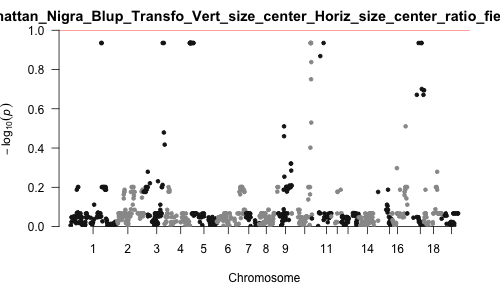 nattan_Nigra_Blup_Transfo_Vert_size_center_Horiz_size_center_ratio_fie
1.0
0.8
0.6
0.4
0.2
0.0
− log10(p)
1 2 3 4 5 6 7 8 9 11 14 16 18
Chromosome